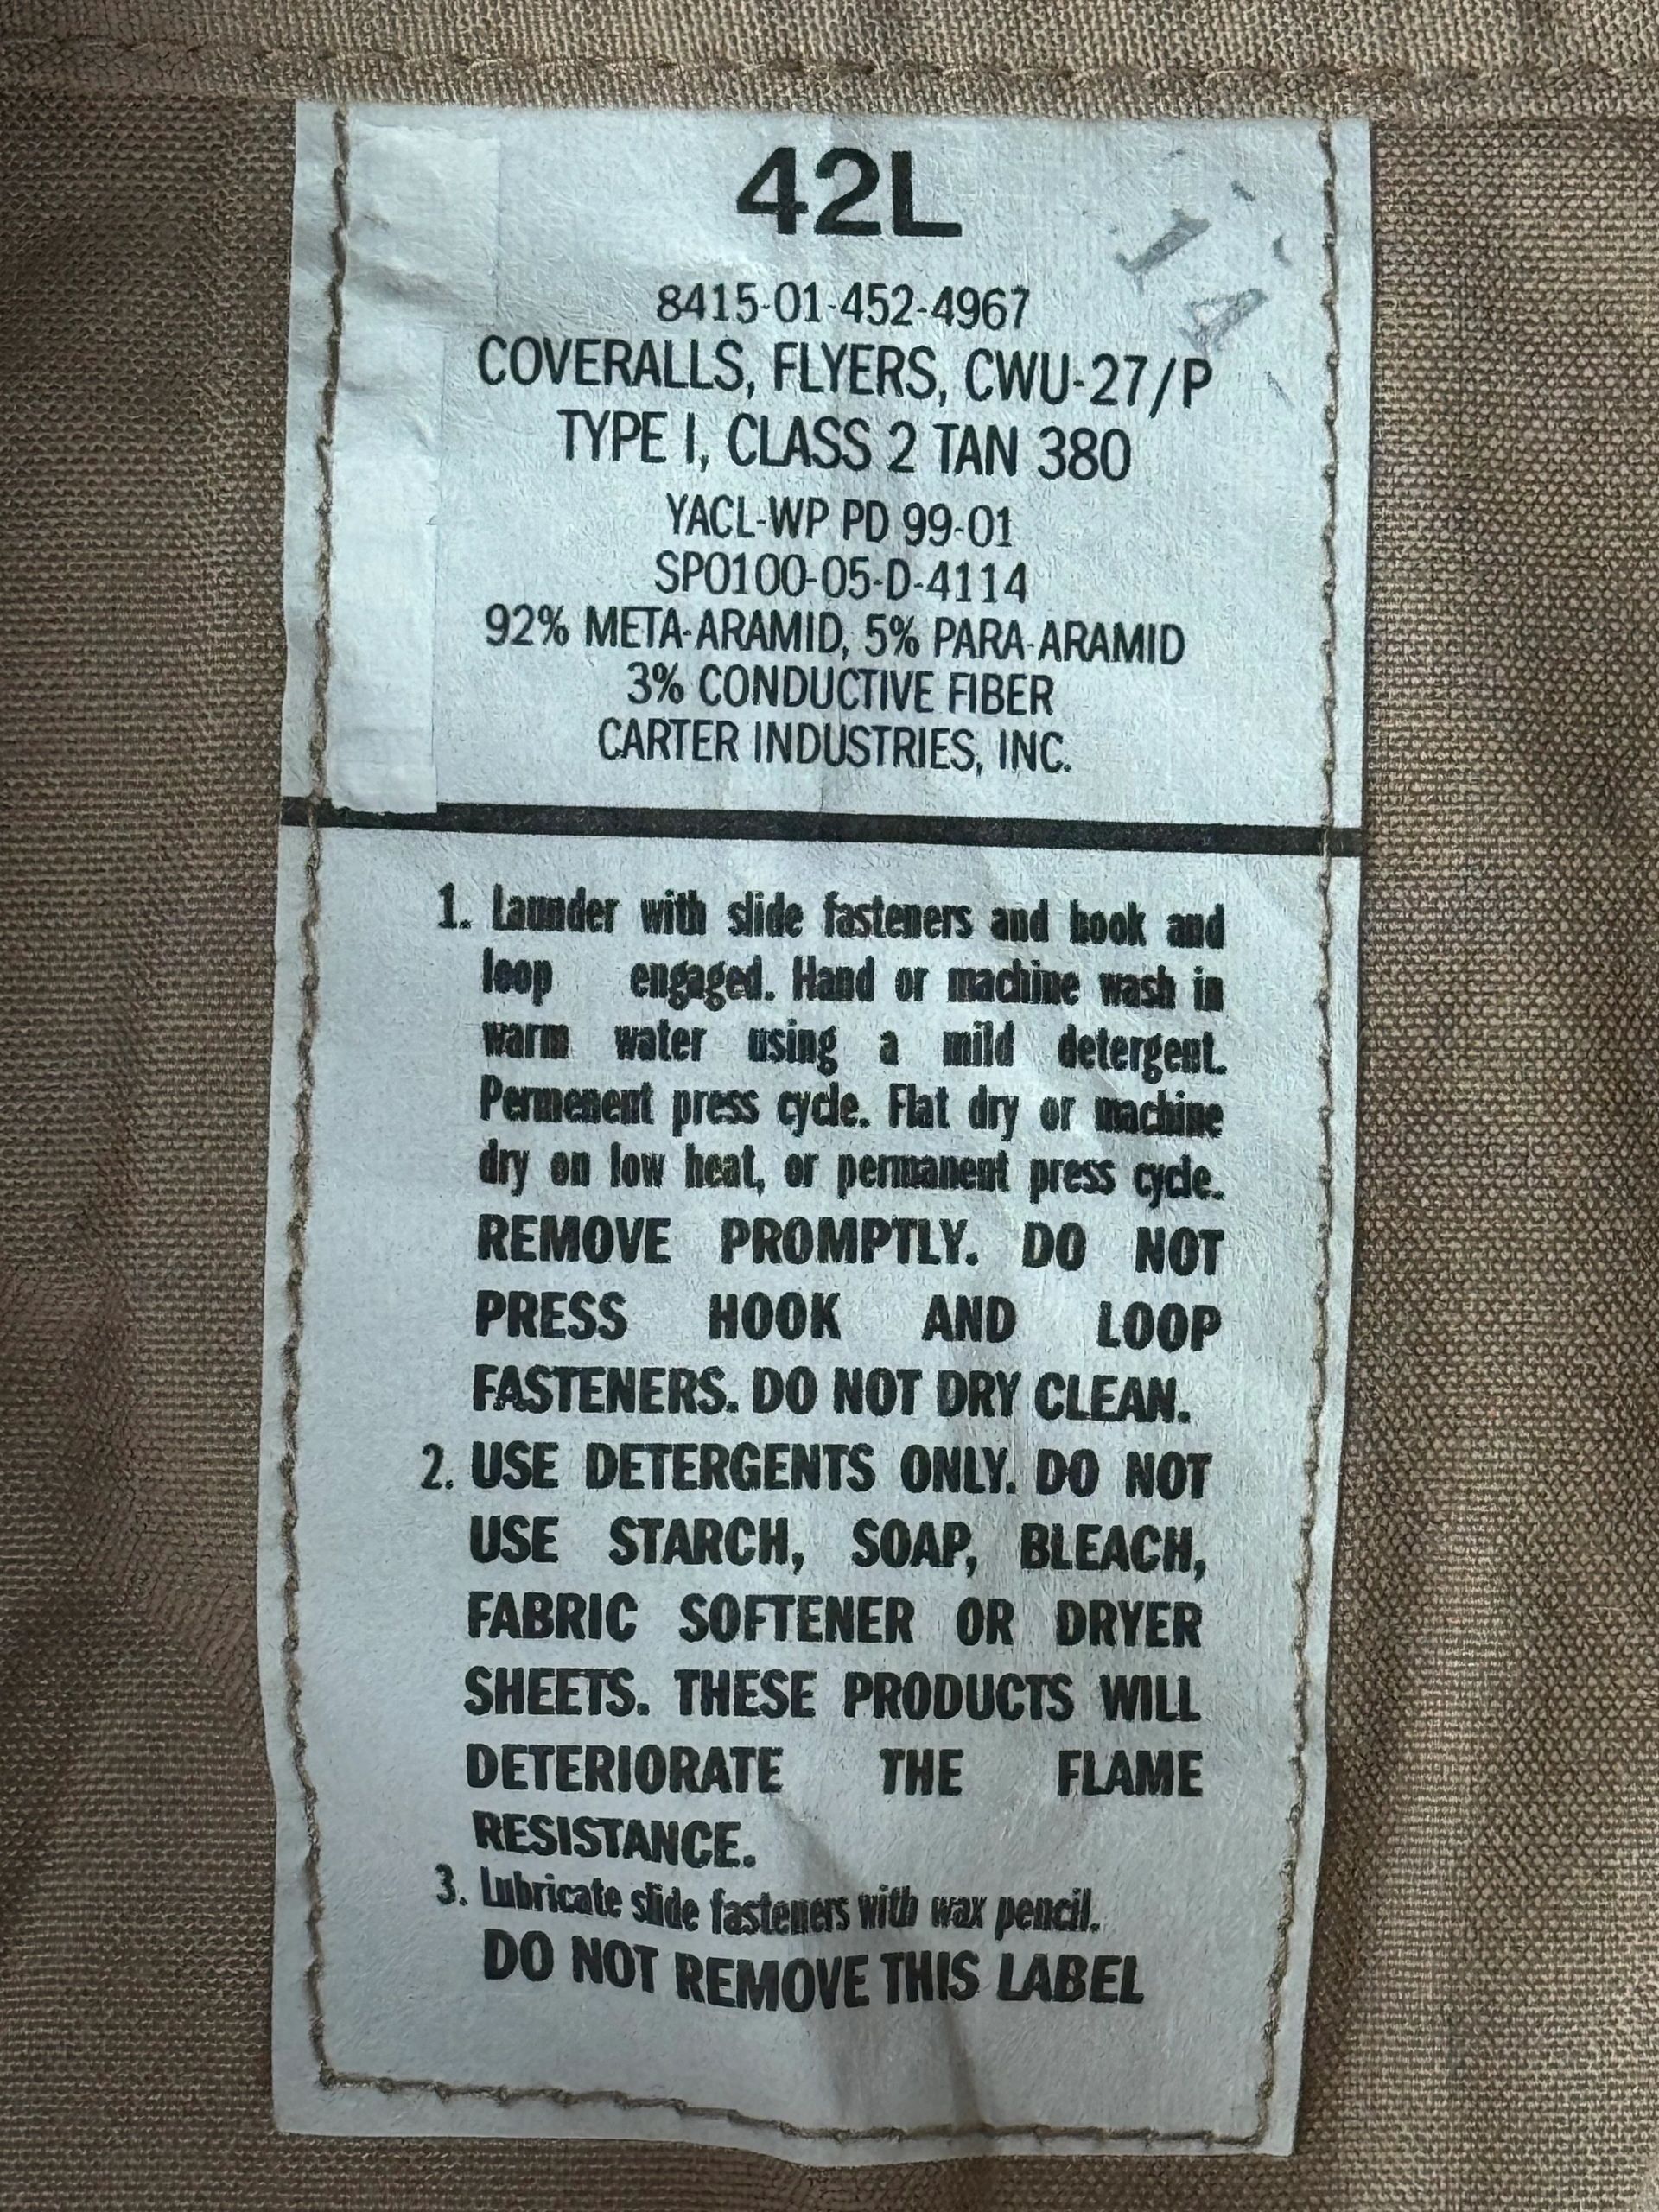 42L
14
8415-01-452-4967
COVERALLS, FLYERS, CWU-27/P
TYPE I, CLASS 2 TAN 380
YACL-WP PD 99-01
SPO100-05-D-4114
92% META-ARAMID, 5% PARA-ARAMID
3% CONDUCTIVE FIBER
CARTER INDUSTRIES, INC.
1. Launder with slide fasteners and hook and
loop engaged. Hand or machine wash in
warm water using a mild detergent.
Permenent press cycle. Flat dry or machine
dry on low heat, or permanent press cycle.
REMOVE PROMPTLY. DO NOT
PRESS HOOK AND LOOP
FASTENERS. DO NOT DRY CLEAN.
2. USE DETERGENTS ONLY. DO NOT
USE STARCH, SOAP, BLEACH,
FABRIC SOFTENER OR DRYER
SHEETS. THESE PRODUCTS WILL
DETERIORATE THE FLAME
RESISTANCE.
3. Lubricate slide fasteners with wax pencil.
DO NOT REMOVE THIS LABEL